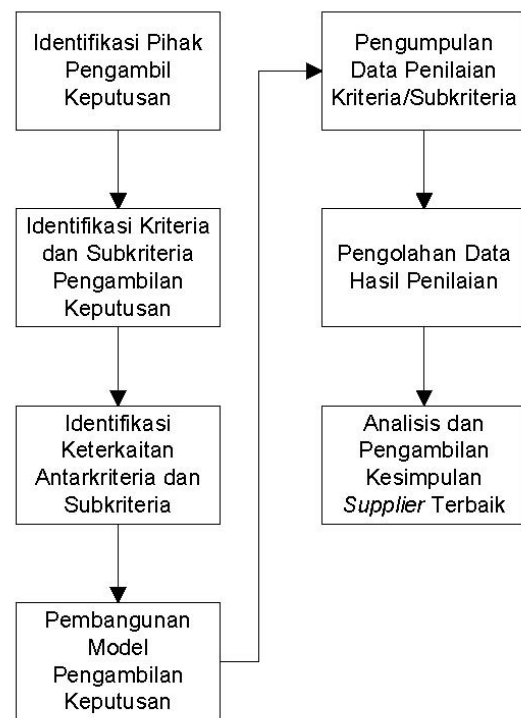 Identifikasi Pihak
Pengambil
Keputusan
Identifikasi Kriteria
dan Subkriteria
Pengambilan
Keputusan
Identifikasi
Keterkaitan
Antarkriteria dan
Subkriteria
Pembangunan
Model
Pengambilan
Keputusan
Pengumpulan
Data Penilaian
Kriteria/Subkriteria
Pengolahan Data
Hasil Penilaian
Analisis dan
Pengambilan
Kesimpulan
Supplier Terbaik